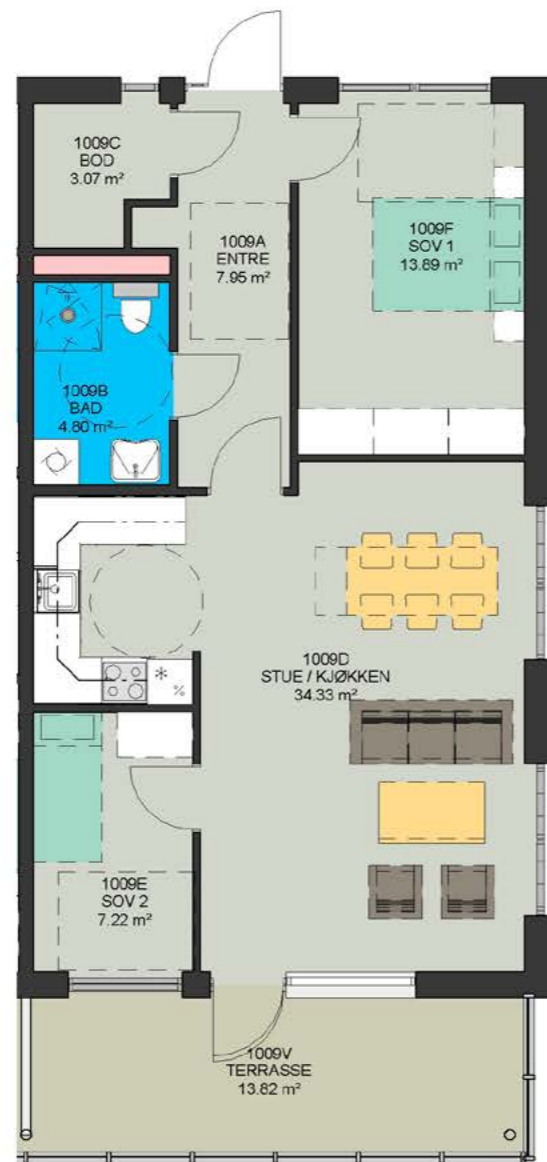 1009C
BOD
3.07 m²
1009A
ENTRE
7.95 m²
1009F
SOV 1
13.89 m²
1009B
BAD
4.80 m²
1009D
STUE / KJØKKEN
34.33 m²
*
%
1009E
SOV 2
7.22 m²
1009V
TERRASSE
13.82 m²